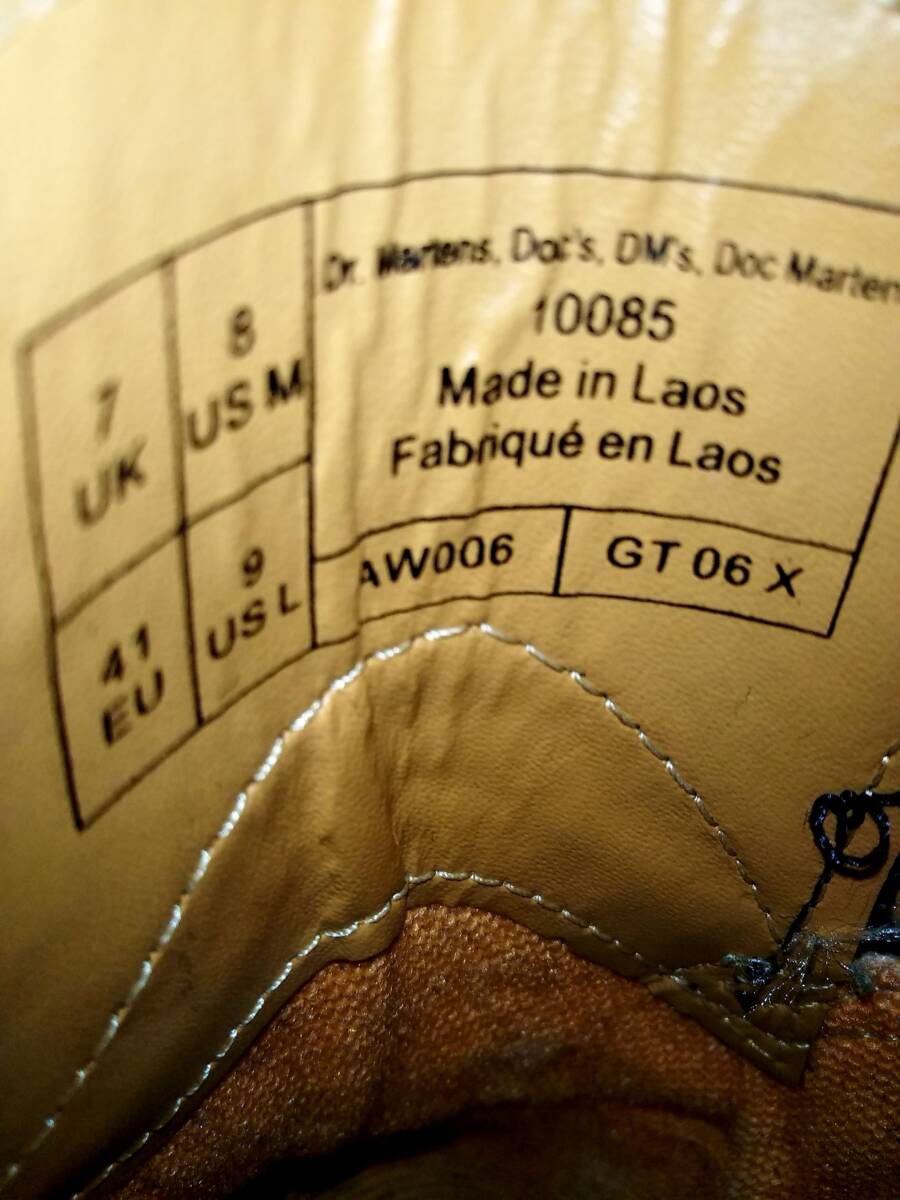 7
UK
8
US M
41
EU
9
US L
Dr. Martens, Doc's, DM's, Doc Marten
10085
Made in Laos
Fabriqué en Laos
AW006
GT 06 X